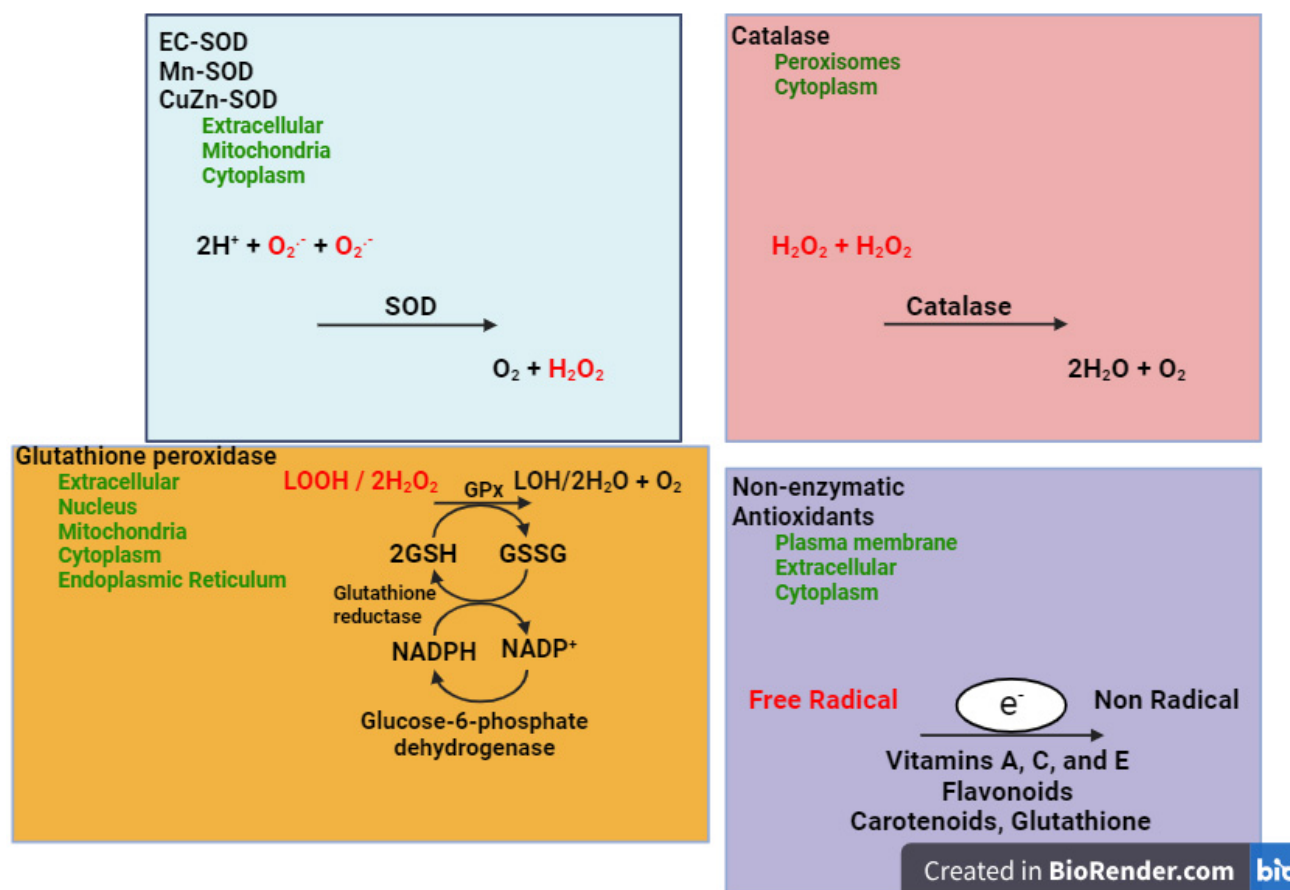 EC-SOD
Mn-SOD
CuZn-SOD
Extracellular
Mitochondria
Cytoplasm
2H⁺ + O₂·⁻ + O₂·⁻
SOD
O₂ + H₂O₂
Catalase
Peroxisomes
Cytoplasm
H₂O₂ + H₂O₂
Catalase
2H₂O + O₂
Glutathione peroxidase
Extracellular
Nucleus
Mitochondria
Cytoplasm
Endoplasmic Reticulum
LOOH / 2H₂O₂
GPx
LOH/2H₂O + O₂
2GSH
GSSG
Glutathione
reductase
NADPH
NADP⁺
Glucose-6-phosphate
dehydrogenase
Non-enzymatic
Antioxidants
Plasma membrane
Extracellular
Cytoplasm
Free Radical
e⁻
Non Radical
Vitamins A, C, and E
Flavonoids
Carotenoids, Glutathione
Created in BioRender.com